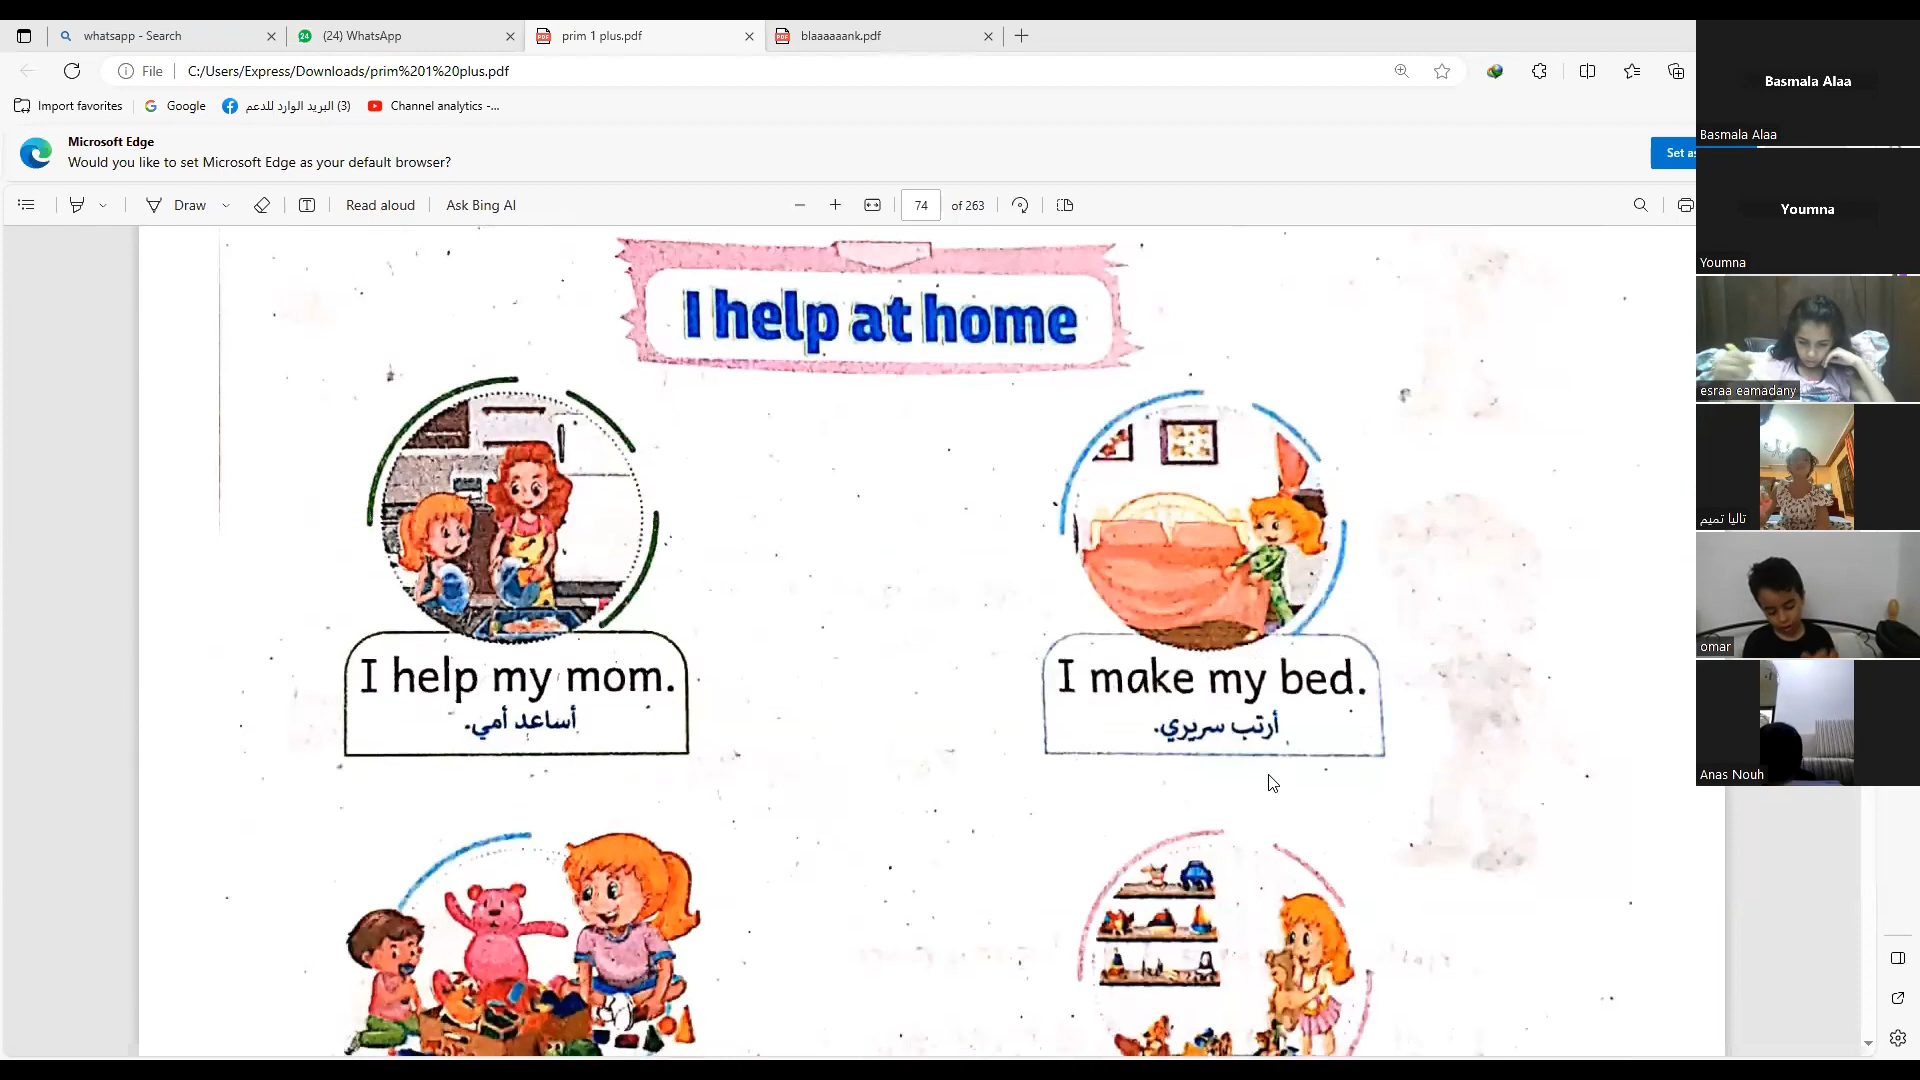 whatsapp - Search
(24) WhatsApp
prim 1 plus.pdf
blaaaaaank.pdf
File
C:/Users/Express/Downloads/prim%201%20plus.pdf
Import favorites
Google
(3) البريد الوارد للدعم
Channel analytics -...
Microsoft Edge
Would you like to set Microsoft Edge as your default browser?
Set as
Draw
Read aloud
Ask Bing AI
74
of 263
I help at home
I help my mom.
أساعد أمي.
I make my bed.
أرتب سريري.
Basmala Alaa
Basmala Alaa
Youmna
Youmna
esraa eamadany
تاليا تميم
omar
Anas Nouh